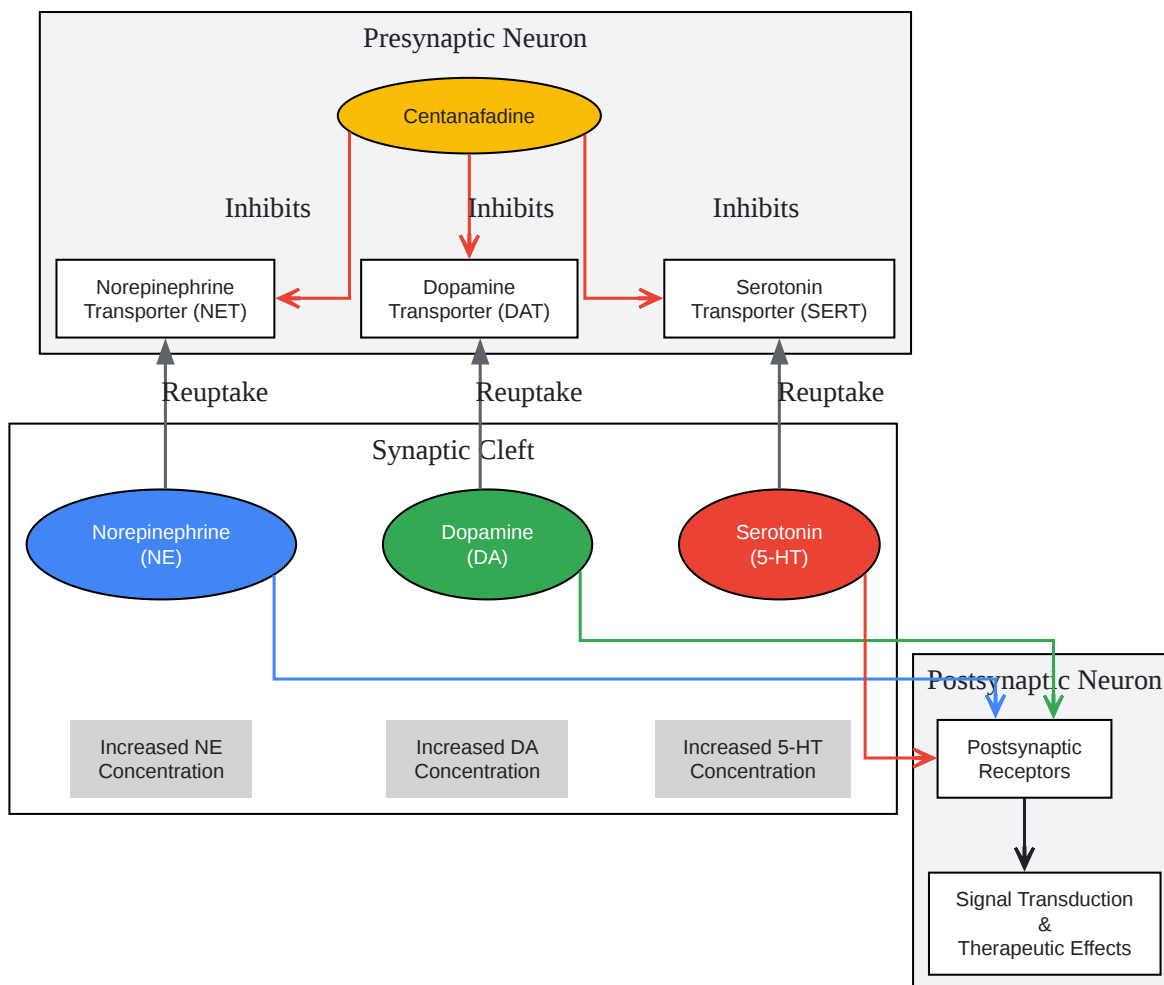 Presynaptic Neuron
Centanafadine
Inhibits
Inhibits
Inhibits
Norepinephrine
Transporter (NET)
Dopamine
Transporter (DAT)
Serotonin
Transporter (SERT)
Reuptake
Reuptake
Reuptake
Synaptic Cleft
Norepinephrine
(NE)
Dopamine
(DA)
Serotonin
(5-HT)
Increased NE
Concentration
Increased DA
Concentration
Increased 5-HT
Concentration
Postsynaptic Neuron
Postsynaptic
Receptors
Signal Transduction
&
Therapeutic Effects